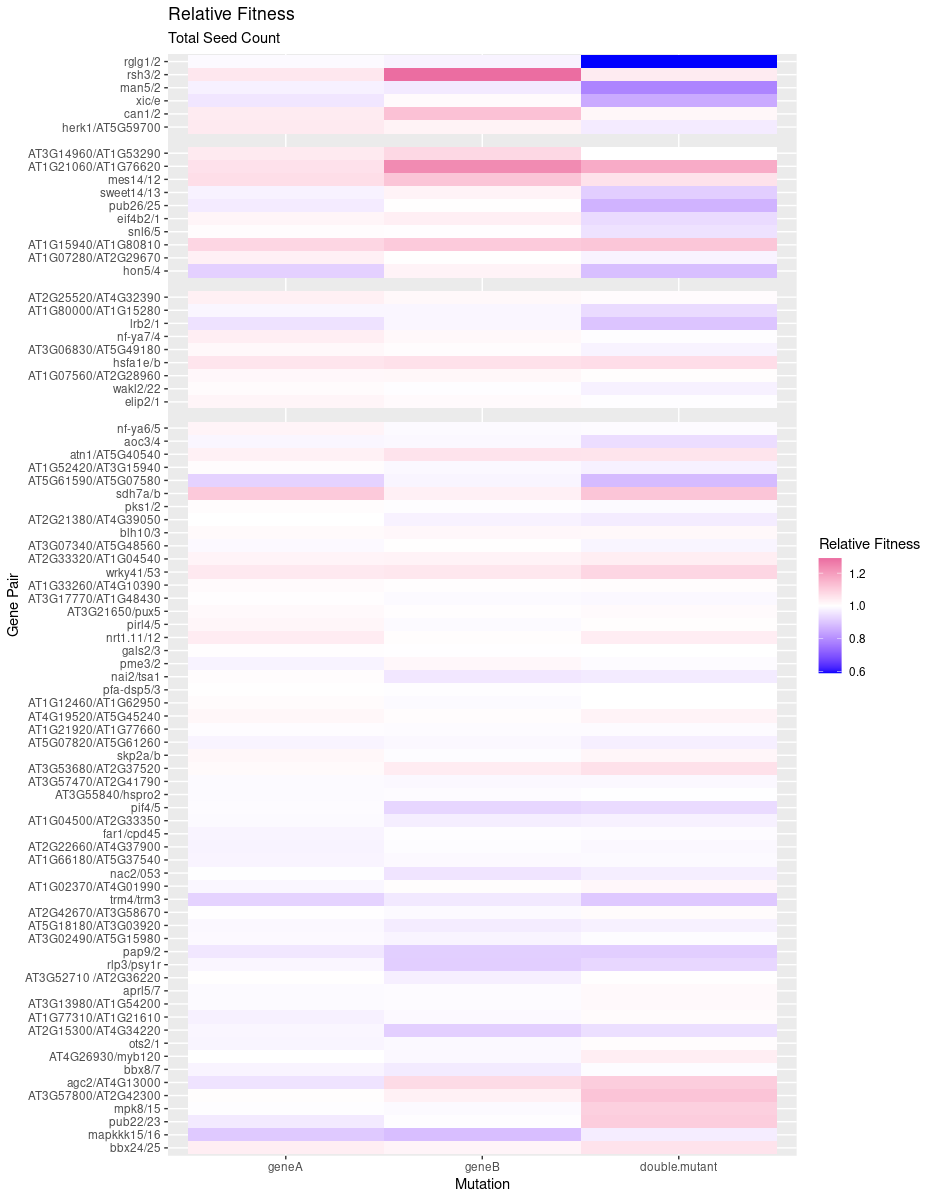 Relative Fitness
Total Seed Count
rglg1/2
rsh3/2
man5/2
xic/e
can1/2
herk1/AT5G59700
AT3G14960/AT1G53290
AT1G21060/AT1G76620
mes14/12
sweet14/13
pub26/25
eif4b2/1
snl6/5
AT1G15940/AT1G80810
AT1G07280/AT2G29670
hon5/4
AT2G25520/AT4G32390
AT1G80000/AT1G15280
lrb2/1
nf-ya7/4
AT3G06830/AT5G49180
hsfa1e/b
AT1G07560/AT2G28960
wakl2/22
elip2/1
nf-ya6/5
aoc3/4
atn1/AT5G40540
AT1G52420/AT3G15940
AT5G61590/AT5G07580
sdh7a/b
pks1/2
AT2G21380/AT4G39050
blh10/3
AT3G07340/AT5G48560
AT2G33320/AT1G04540
wrky41/53
AT1G33260/AT4G10390
AT3G17770/AT1G48430
AT3G21650/pux5
pirl4/5
nrt1.11/12
gals2/3
pme3/2
nai2/tsa1
pfa-dsp5/3
AT1G12460/AT1G62950
AT4G19520/AT5G45240
AT1G21920/AT1G77660
AT5G07820/AT5G61260
skp2a/b
AT3G53680/AT2G37520
AT3G57470/AT2G41790
AT3G55840/hspro2
pif4/5
AT1G04500/AT2G33350
far1/cpd45
AT2G22660/AT4G37900
AT1G66180/AT5G37540
nac2/053
AT1G02370/AT4G01990
trm4/trm3
AT2G42670/AT3G58670
AT5G18180/AT3G03920
AT3G02490/AT5G15980
pap9/2
rlp3/psy1r
AT3G52710 /AT2G36220
aprl5/7
AT3G13980/AT1G54200
AT1G77310/AT1G21610
AT2G15300/AT4G34220
ots2/1
AT4G26930/myb120
bbx8/7
agc2/AT4G13000
AT3G57800/AT2G42300
mpk8/15
pub22/23
mapkkk15/16
bbx24/25
Gene Pair
geneA
geneB
double.mutant
Mutation
Relative Fitness
1.2
1.0
0.8
0.6